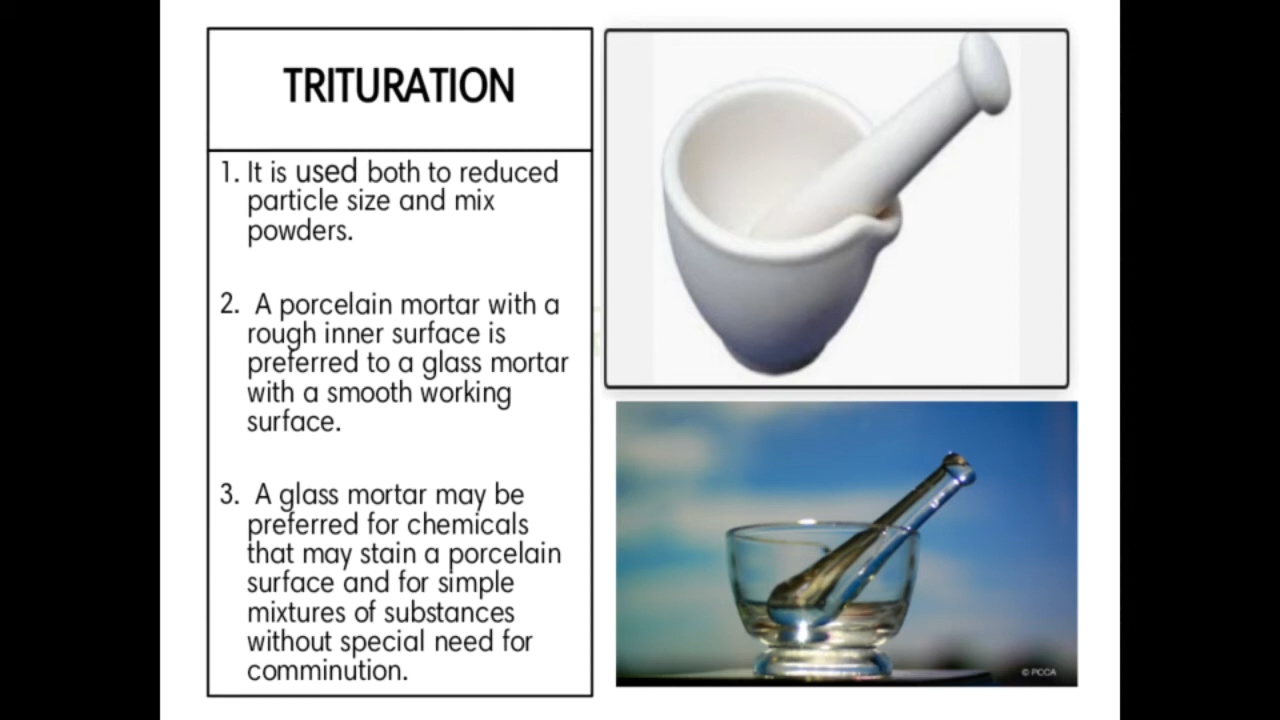 TRITURATION
1. It is used both to reduced
particle size and mix
powders.
2. A porcelain mortar with a
rough inner surface is
preferred to a glass mortar
with a smooth working
surface.
3. A glass mortar may be
preferred for chemicals
that may stain a porcelain
surface and for simple
mixtures of substances
without special need for
comminution.
© PCCA